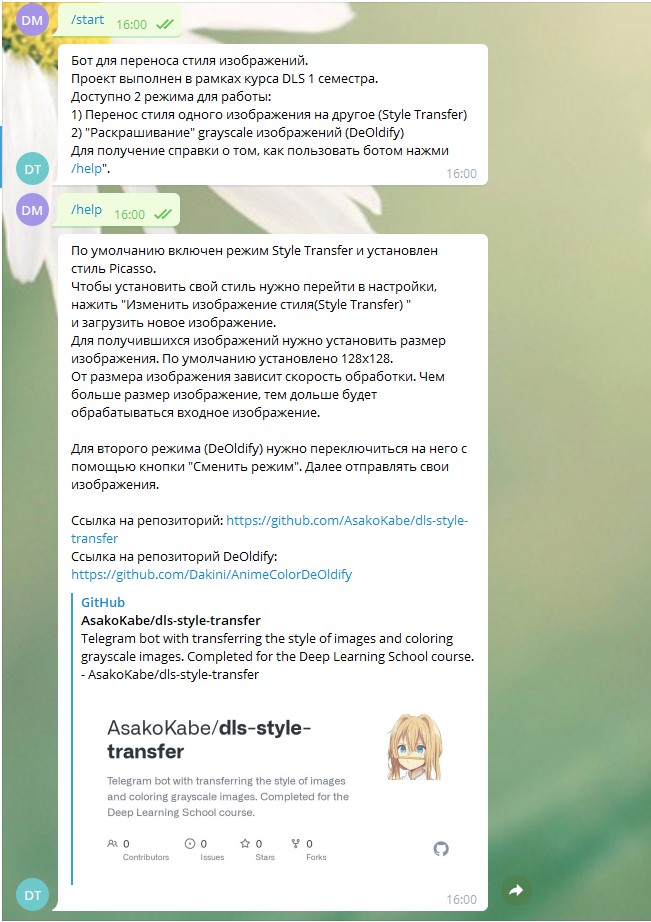 DM
/start
16:00
Бот для переноса стиля изображений.
Проект выполнен в рамках курса DLS 1 семестра.
Доступно 2 режима для работы:
1) Перенос стиля одного изображения на другое (Style Transfer)
2) "Раскрашивание" grayscale изображений (DeOldify)
Для получение справки о том, как пользовать ботом нажми
/help".
16:00
DT
DM
/help
16:00
По умолчанию включен режим Style Transfer и установлен
стиль Picasso.
Чтобы установить свой стиль нужно перейти в настройки,
нажить "Изменить изображение стиля(Style Transfer) "
и загрузить новое изображение.
Для получившихся изображений нужно установить размер
изображения. По умолчанию установлено 128x128.
От размера изображения зависит скорость обработки. Чем
больше размер изображение, тем дольше будет
обрабатываться входное изображение.
Для второго режима (DeOldify) нужно переключиться на него с
помощью кнопки "Сменить режим". Далее отправлять свои
изображения.
Ссылка на репозиторий: https://github.com/AsakoKabe/dls-style-
transfer
Ссылка на репозиторий DeOldify:
https://github.com/Dakini/AnimeColorDeOldify
GitHub
AsakoKabe/dls-style-transfer
Telegram bot with transferring the style of images and coloring
grayscale images. Completed for the Deep Learning School course.
- AsakoKabe/dls-style-transfer
AsakoKabe/dls-style-
transfer
Telegram bot with transferring the style of images
and coloring grayscale images. Completed for the
Deep Learning School course.
0 0 0 0
Contributors Issues Stars Forks
DT
16:00